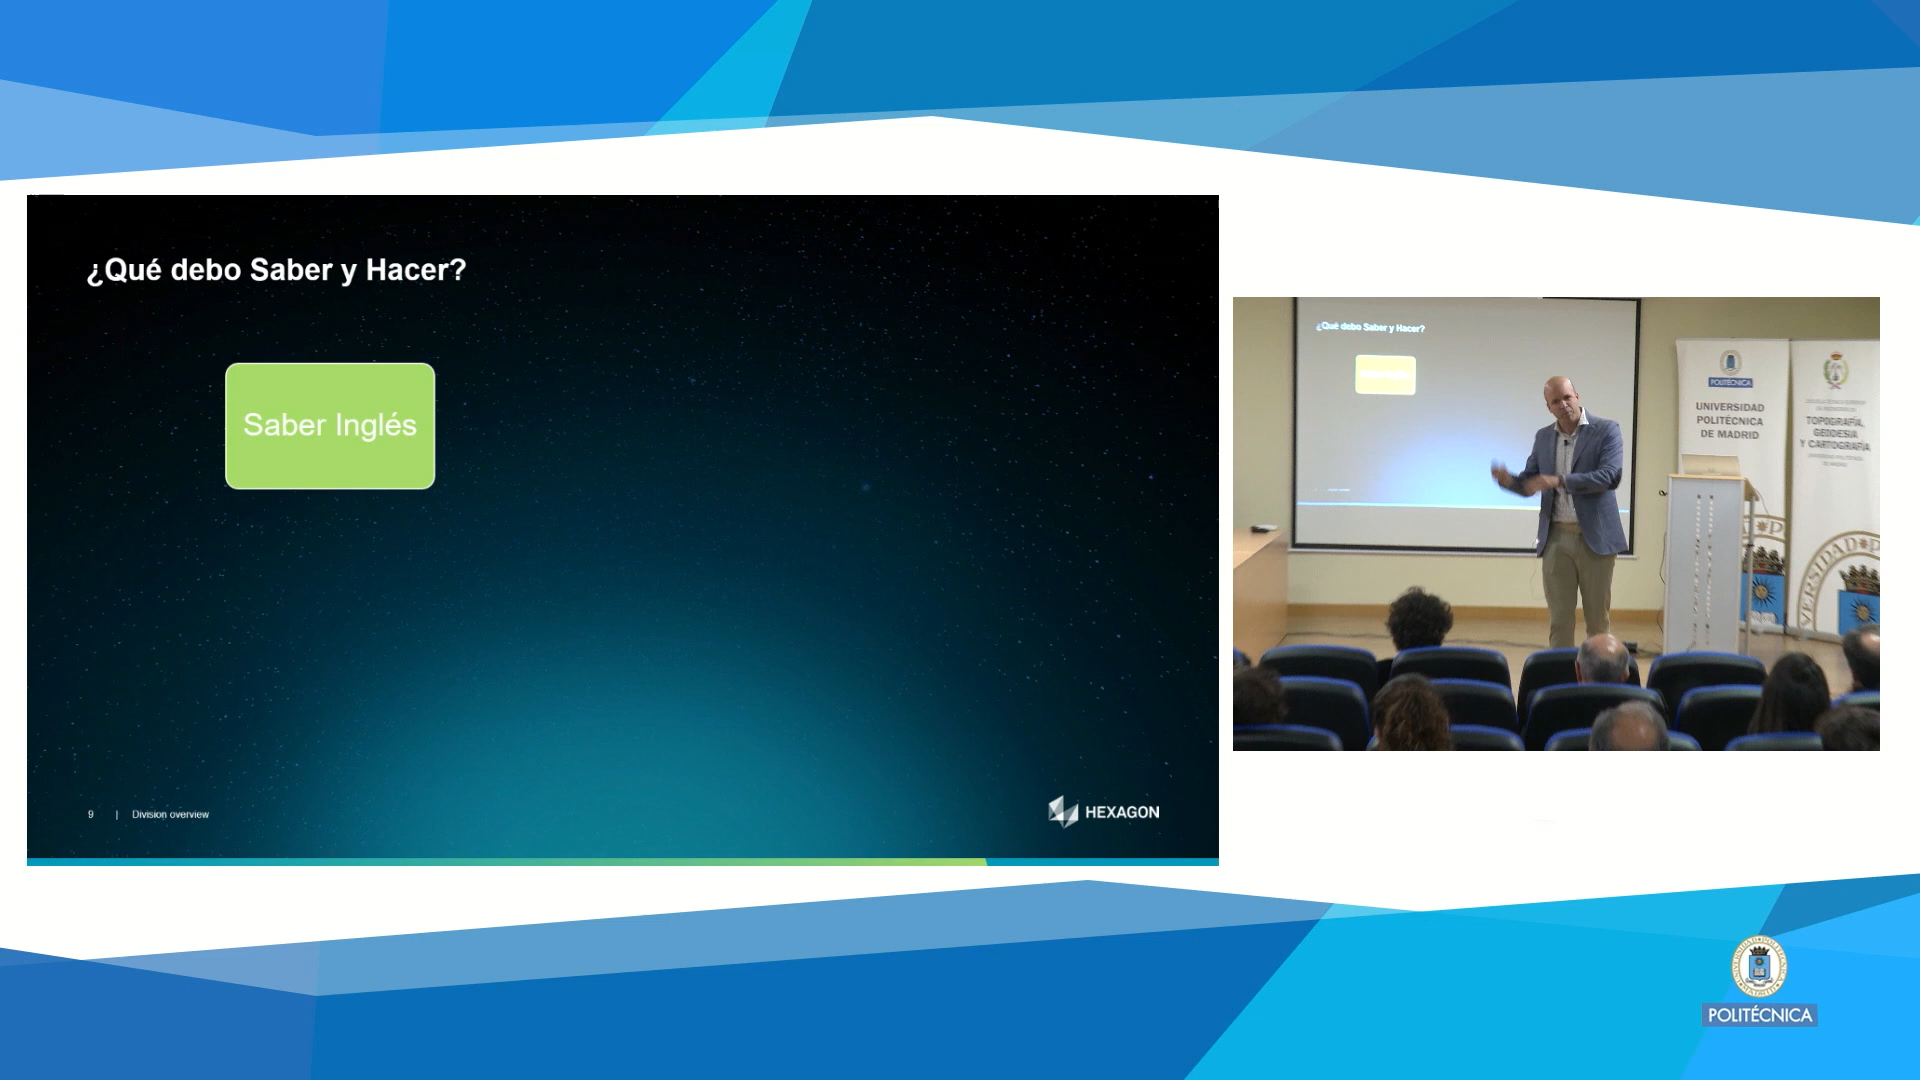 ¿Qué debo Saber y Hacer?
Saber Inglés
9 | Division overview
HEXAGON
¿Qué debo Saber y Hacer?
POLITÉCNICA
UNIVERSIDAD
POLITÉCNICA
DE MADRID
TOPOGRAFÍA,
GEODESIA
Y CARTOGRAFÍA
POLITÉCNICA